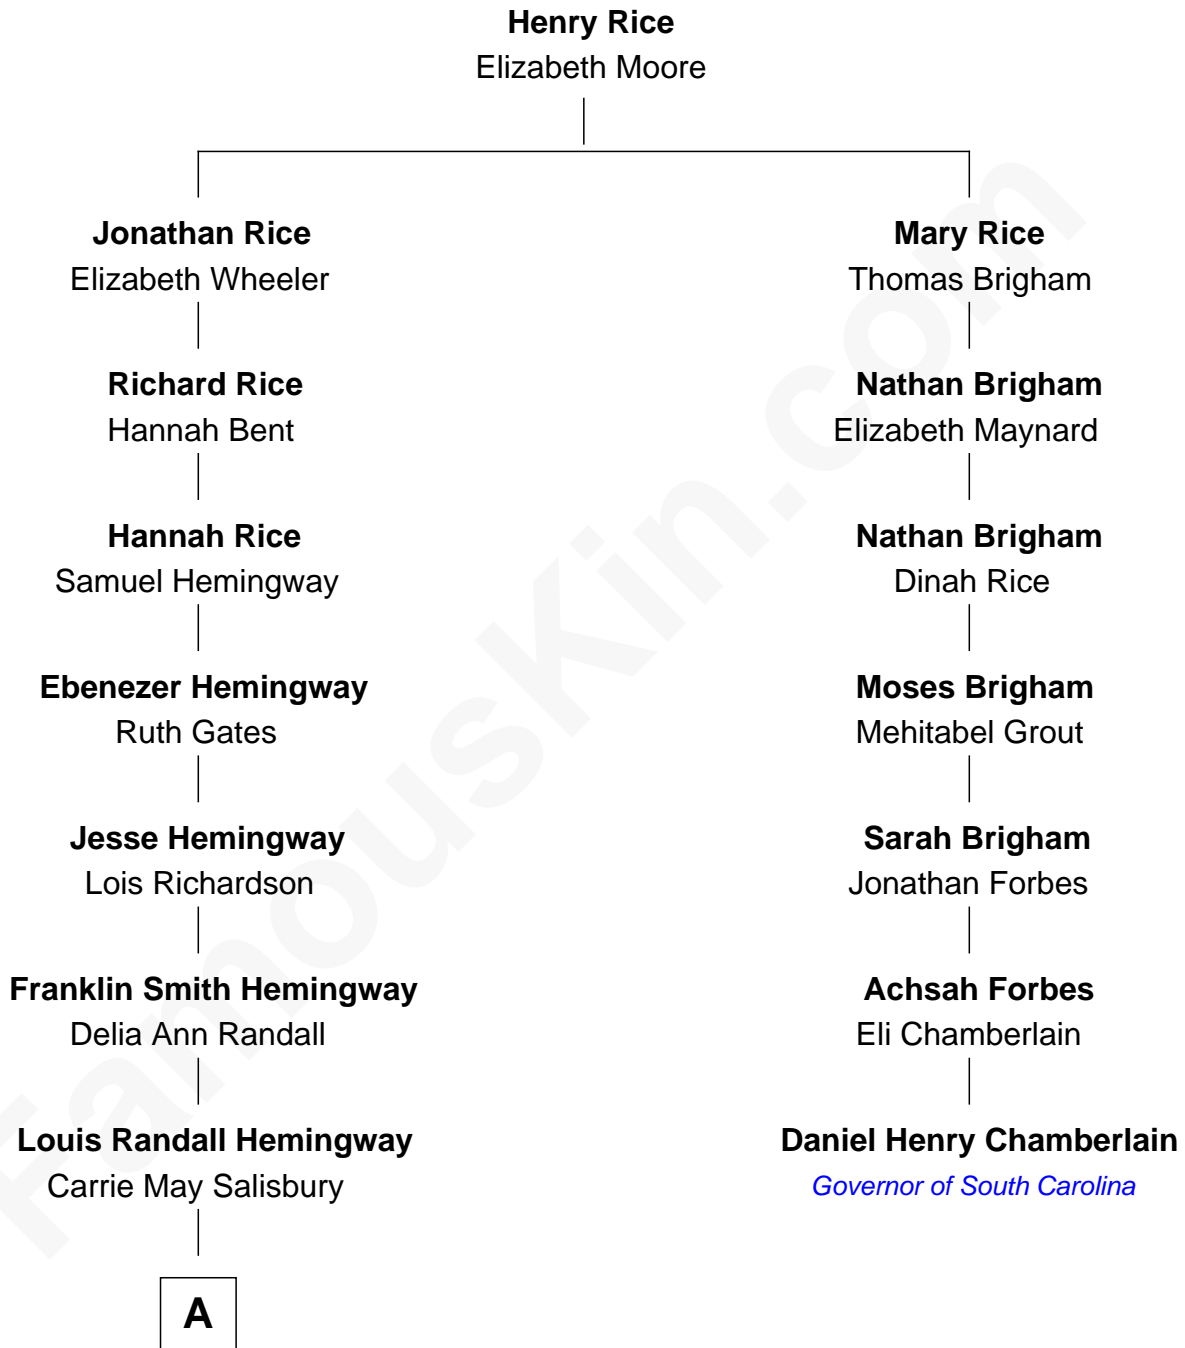 Henry Rice
Elizabeth Moore
Jonathan Rice
Elizabeth Wheeler
Mary Rice
Thomas Brigham
Richard Rice
Hannah Bent
Nathan Brigham
Elizabeth Maynard
Hannah Rice
Samuel Hemingway
Nathan Brigham
Dinah Rice
Ebenezer Hemingway
Ruth Gates
Moses Brigham
Mehitabel Grout
Jesse Hemingway
Lois Richardson
Sarah Brigham
Jonathan Forbes
Franklin Smith Hemingway
Delia Ann Randall
Achsah Forbes
Eli Chamberlain
Louis Randall Hemingway
Carrie May Salisbury
Daniel Henry Chamberlain
Governor of South Carolina
A
FamousKin.com